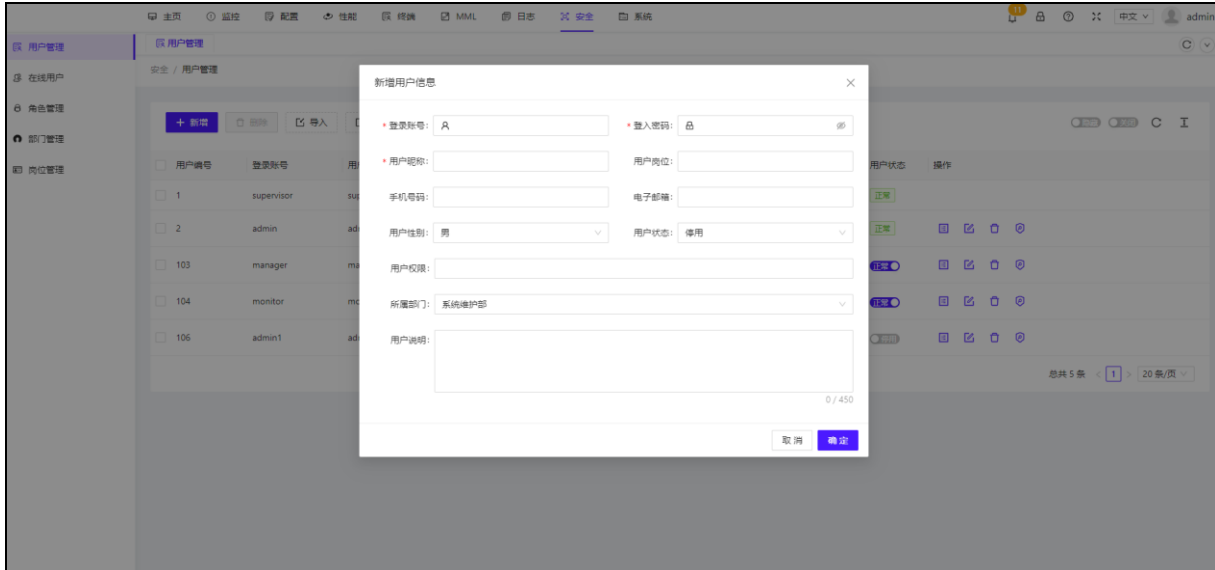 主页 监控 配置 性能 终端 MML 日志 安全 系统 11 中文 admin
用户管理 用户管理
安全 / 用户管理
在线用户
角色管理
部门管理
岗位管理
新增 删除 导入
用户编号 登录账号 用户状态 操作
1 supervisor 正常
2 admin 正常
103 manager 正常
104 monitor 正常
106 admin1
总共 5 条 < 1 > 20 条/页
新增用户信息
* 登录账号: * 登入密码:
* 用户昵称: 用户岗位:
手机号码: 电子邮箱:
用户性别: 男 用户状态: 停用
用户权限:
所属部门: 系统维护部
用户说明:
0 / 450
取消 确定